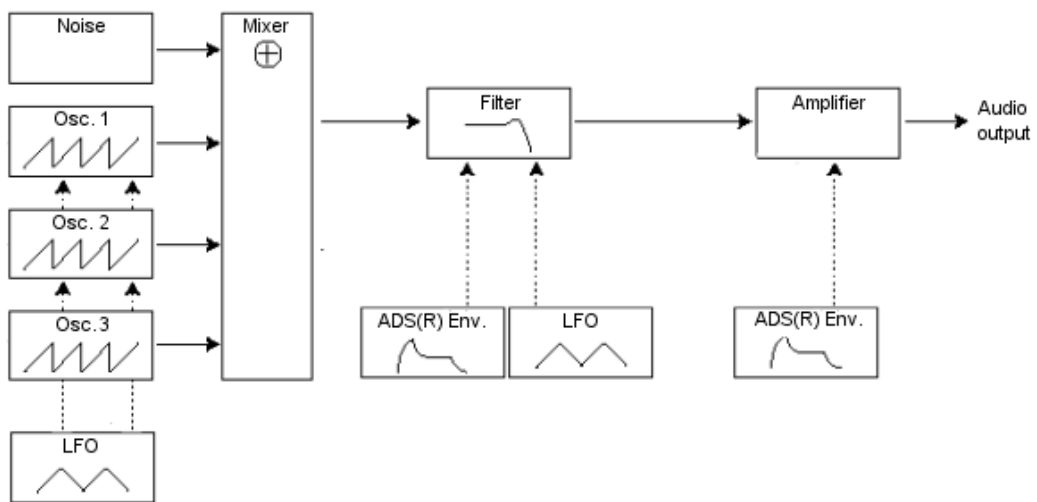 Noise
Mixer
Osc. 1
Filter
Amplifier
Audio
output
Osc. 2
Osc. 3
ADS(R) Env.
LFO
ADS(R) Env.
LFO